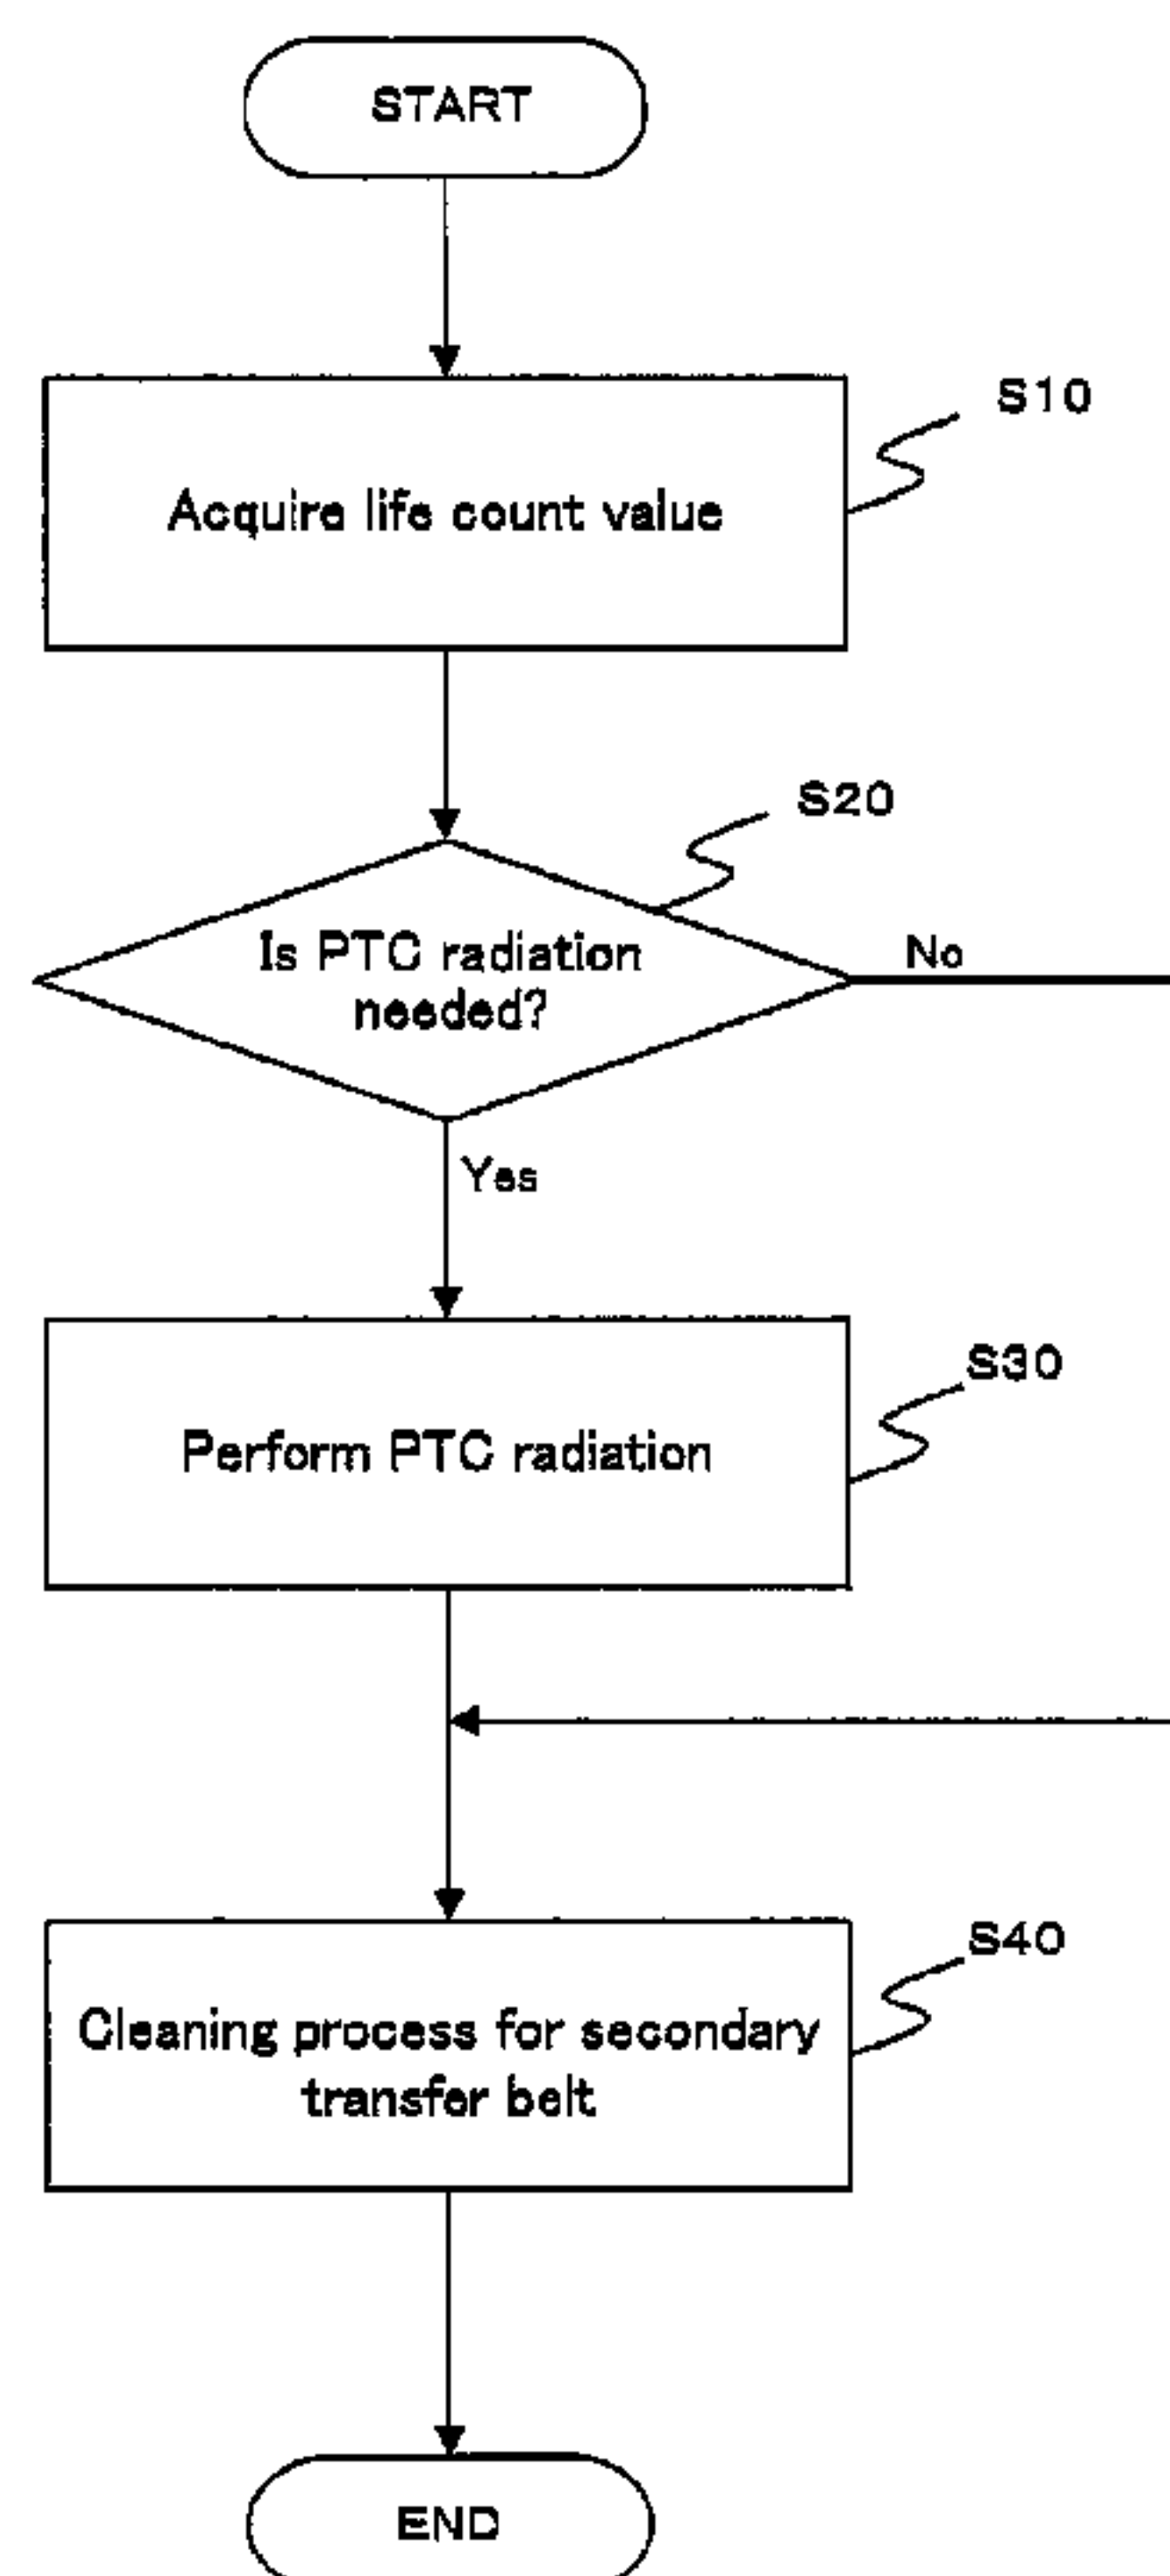 START
S10
Acquire life count value
S20
Is PTC radiation
needed?
No
Yes
S30
Perform PTC radiation
S40
Cleaning process for secondary
transfer belt
END